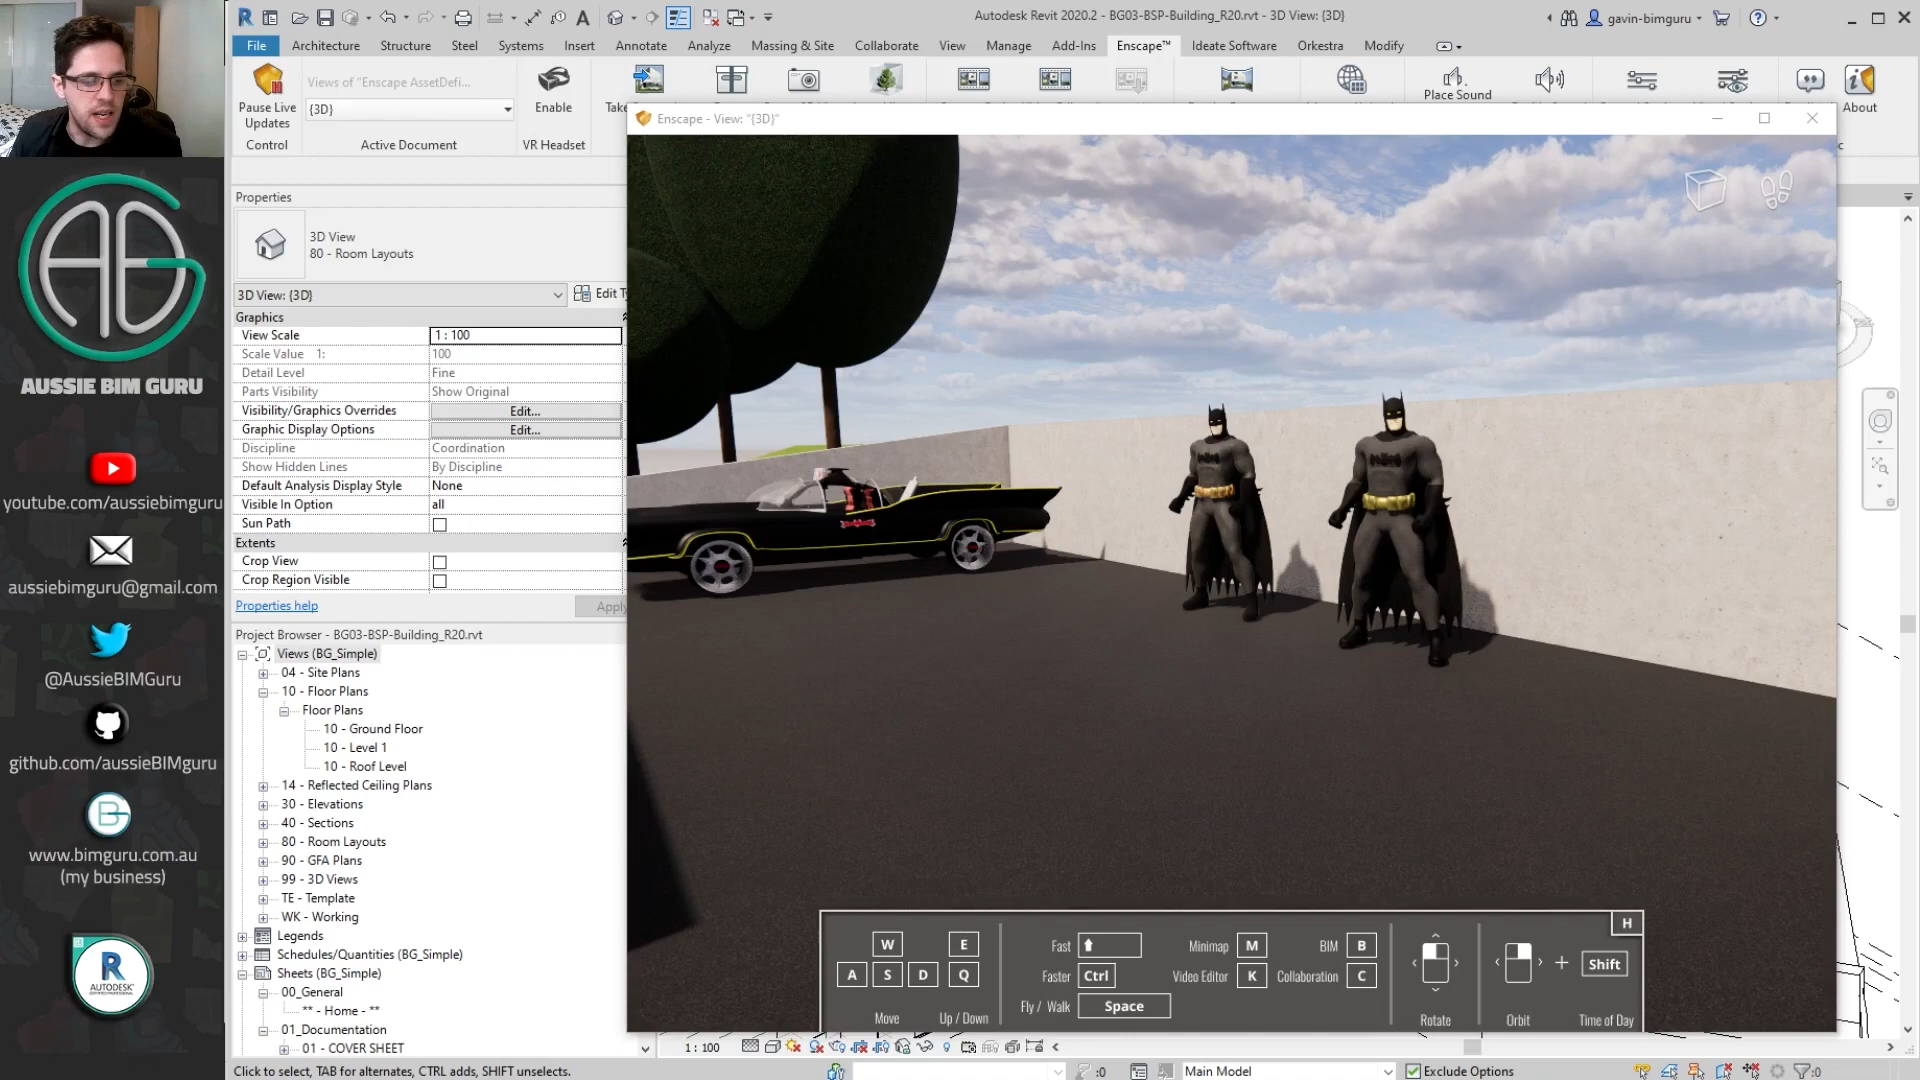 Autodesk Revit 2020.2 - BG03-BSP-Building_R20.rvt - 3D View: {3D}
gavin-bimguru
File Architecture Structure Steel Systems Insert Annotate Analyze Massing & Site Collaborate View Manage Add-Ins Enscape™ Ideate Software Orkestra Modify
Pause Live Updates
Views of "Enscape AssetDefi...
{3D}
Enable
Place Sound
About
Control
Active Document
VR Headset
Enscape - View: "{3D}"
Properties
3D View
80 - Room Layouts
3D View: {3D}
Graphics
View Scale 1 : 100
Scale Value 1: 100
Detail Level Fine
Parts Visibility Show Original
Visibility/Graphics Overrides Edit...
Graphic Display Options Edit...
Discipline Coordination
Show Hidden Lines By Discipline
Default Analysis Display Style None
Visible In Option all
Sun Path
Extents
Crop View
Crop Region Visible
Properties help
Apply
Project Browser - BG03-BSP-Building_R20.rvt
Views (BG_Simple)
04 - Site Plans
10 - Floor Plans
Floor Plans
10 - Ground Floor
10 - Level 1
10 - Roof Level
14 - Reflected Ceiling Plans
30 - Elevations
40 - Sections
80 - Room Layouts
90 - GFA Plans
99 - 3D Views
TE - Template
WK - Working
Legends
Schedules/Quantities (BG_Simple)
Sheets (BG_Simple)
00_General
** - Home - **
01_Documentation
01 - COVER SHEET
AUSSIE BIM GURU
youtube.com/aussiebimguru
aussiebimguru@gmail.com
@AussieBIMGuru
github.com/aussieBIMguru
www.bimguru.com.au
(my business)
R
AUTODESK
H
W E
A S D Q
Move Up / Down
Fast
Faster Ctrl
Fly / Walk Space
Minimap M
Video Editor K
BIM B
Collaboration C
Rotate
Orbit
Shift
Time of Day
1 : 100
Click to select, TAB for alternates, CTRL adds, SHIFT unselects.
:0
Main Model
Exclude Options
:0